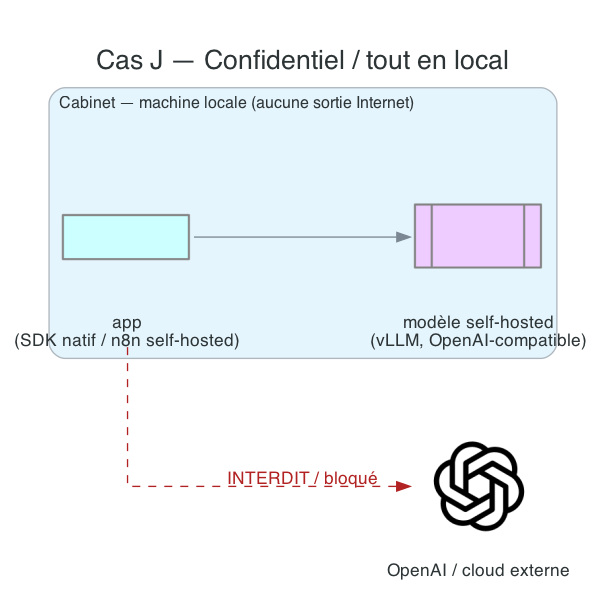 Cas J — Confidentiel / tout en local
Cabinet — machine locale (aucune sortie Internet)
app
(SDK natif / n8n self-hosted)
modèle self-hosted
(vLLM, OpenAI-compatible)
INTERDIT / bloqué
OpenAI / cloud externe